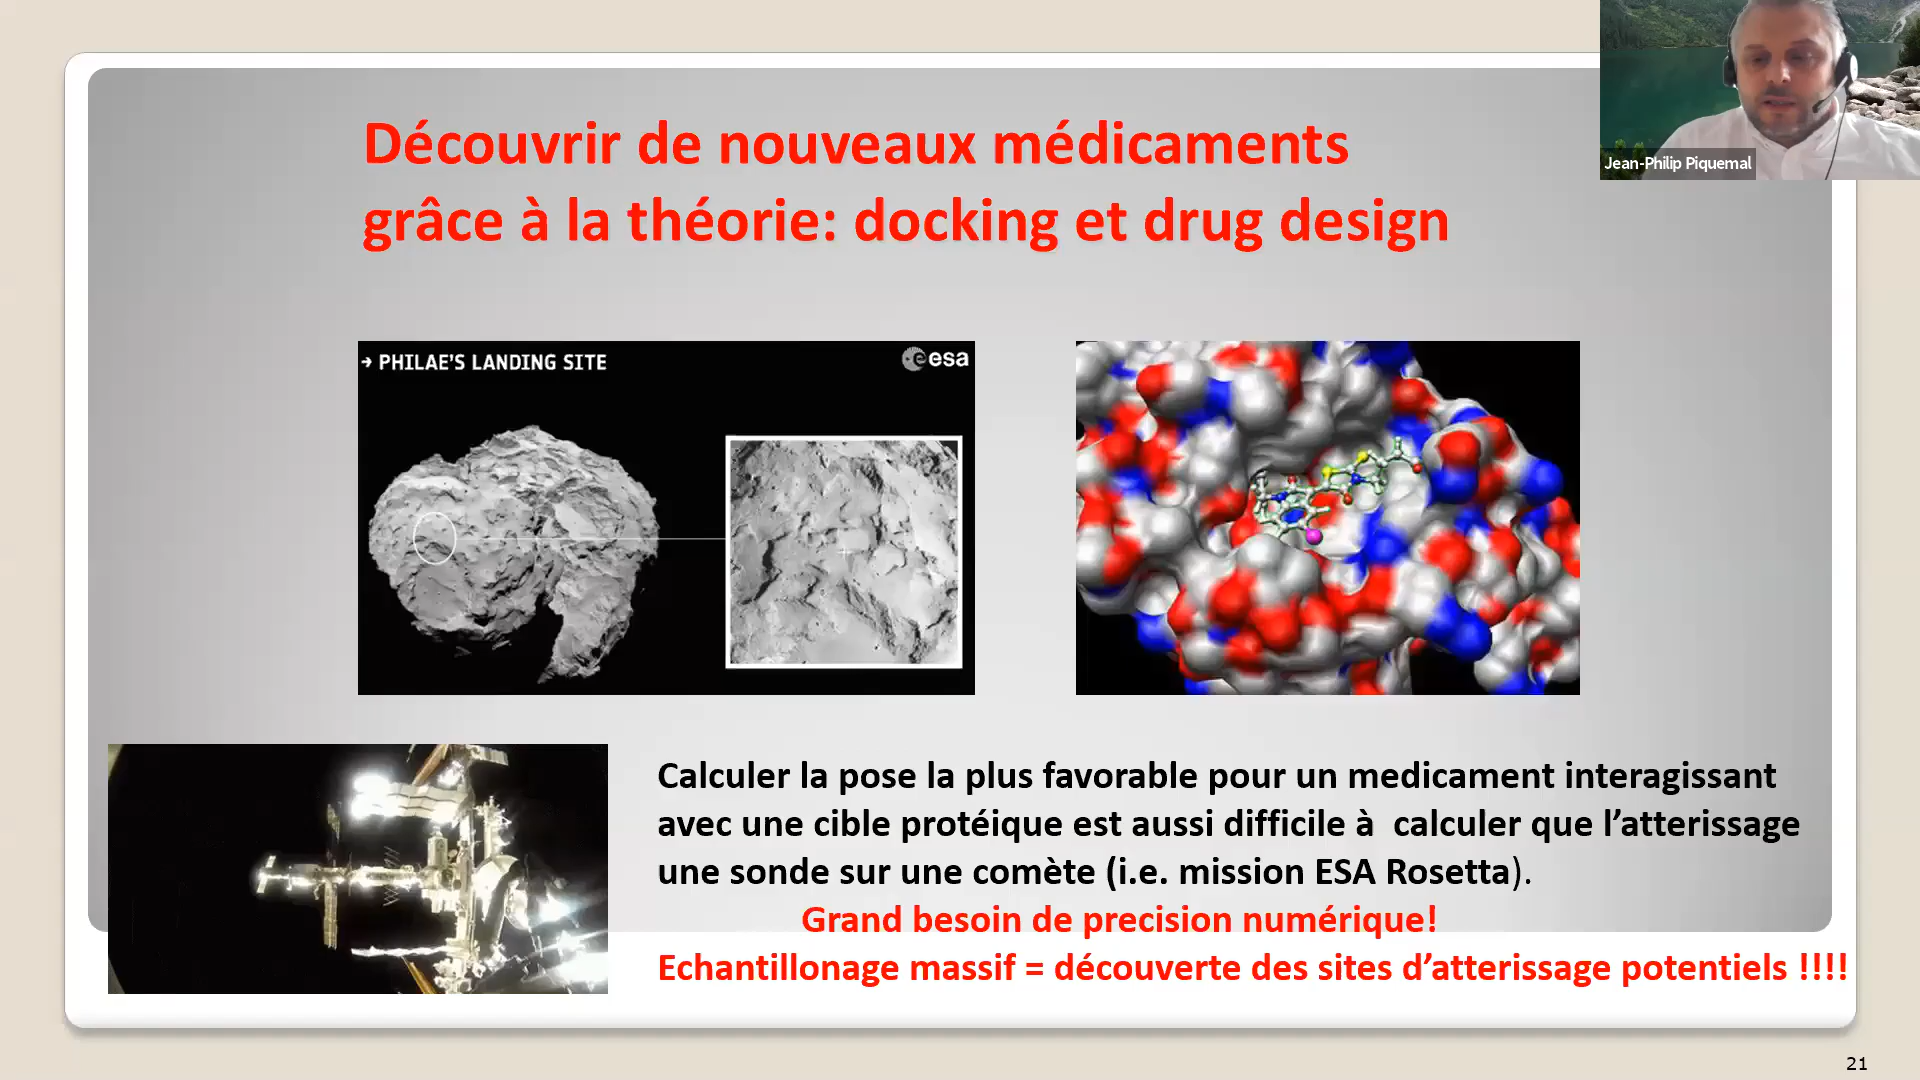 Découvrir de nouveaux médicaments
grâce à la théorie: docking et drug design
Jean-Philip Piquemal
→ PHILAE'S LANDING SITE
esa
Calculer la pose la plus favorable pour un medicament interagissant
avec une cible protéique est aussi difficile à calculer que l’atterissage
une sonde sur une comète (i.e. mission ESA Rosetta).
Grand besoin de precision numérique!
Echantillonage massif = découverte des sites d’atterissage potentiels !!!!
21